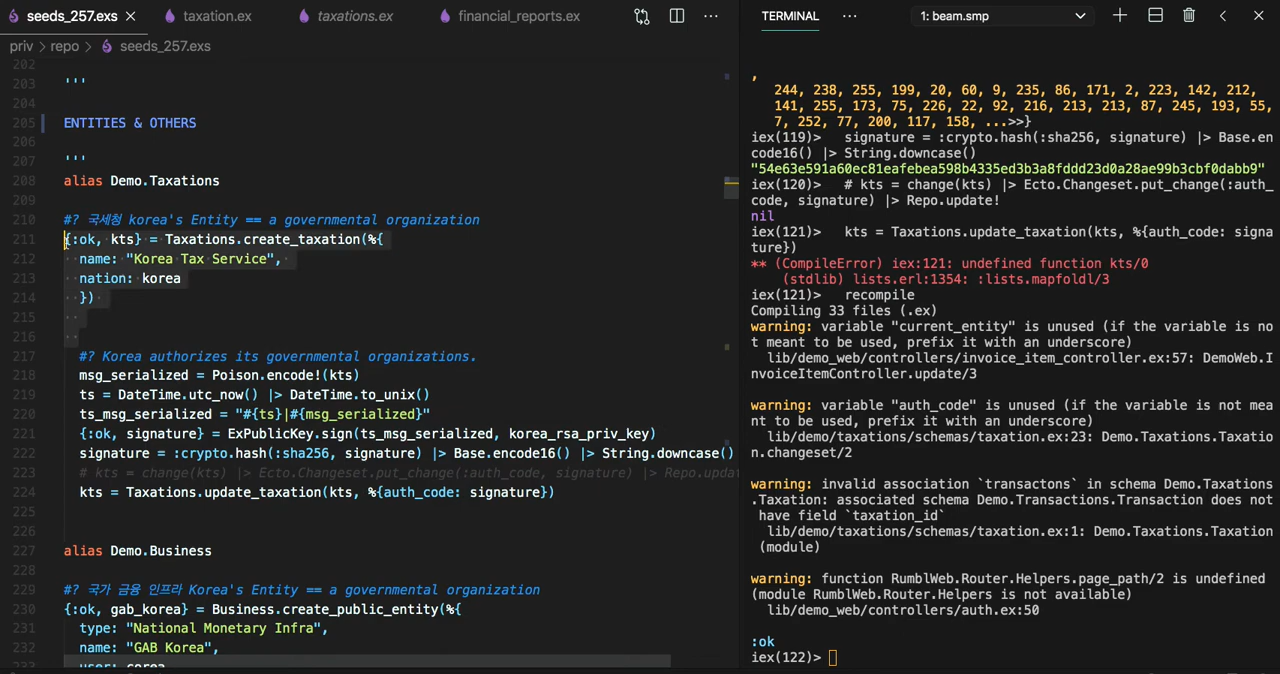 seeds_257.exs
taxation.ex
taxations.ex
financial_reports.ex
priv > repo > seeds_257.exs
202
203 '''
204
205 ENTITIES & OTHERS
206
207 '''
208 alias Demo.Taxations
209
210 #? 국세청 korea's Entity == a governmental organization
211 {:ok, kts} = Taxations.create_taxation(%{
212 name: "Korea Tax Service",
213 nation: korea
214 })
215
216
217 #? Korea authorizes its governmental organizations.
218 msg_serialized = Poison.encode!(kts)
219 ts = DateTime.utc_now() |> DateTime.to_unix()
220 ts_msg_serialized = "#{ts}|#{msg_serialized}"
221 {:ok, signature} = ExPublicKey.sign(ts_msg_serialized, korea_rsa_priv_key)
222 signature = :crypto.hash(:sha256, signature) |> Base.encode16() |> String.downcase()
223 # kts = change(kts) |> Ecto.Changeset.put_change(:auth_code, signature) |> Repo.updat
224 kts = Taxations.update_taxation(kts, %{auth_code: signature})
225
226
227 alias Demo.Business
228
229 #? 국가 금융 인프라 Korea's Entity == a governmental organization
230 {:ok, gab_korea} = Business.create_public_entity(%{
231 type: "National Monetary Infra",
232 name: "GAB Korea",
233 user: corea
TERMINAL
1: beam.smp
,
244, 238, 255, 199, 20, 60, 9, 235, 86, 171, 2, 223, 142, 212,
141, 255, 173, 75, 226, 22, 92, 216, 213, 213, 87, 245, 193, 55,
7, 252, 77, 200, 117, 158, ...>>}
iex(119)> signature = :crypto.hash(:sha256, signature) |> Base.en
code16() |> String.downcase()
"54e63e591a60ec81eafebea598b4335ed3b3a8fddd23d0a28ae99b3cbf0dabb9"
iex(120)> # kts = change(kts) |> Ecto.Changeset.put_change(:auth_
code, signature) |> Repo.update!
nil
iex(121)> kts = Taxations.update_taxation(kts, %{auth_code: signa
ture})
** (CompileError) iex:121: undefined function kts/0
(stdlib) lists.erl:1354: :lists.mapfoldl/3
iex(121)> recompile
Compiling 33 files (.ex)
warning: variable "current_entity" is unused (if the variable is no
t meant to be used, prefix it with an underscore)
lib/demo_web/controllers/invoice_item_controller.ex:57: DemoWeb.I
nvoiceItemController.update/3
warning: variable "auth_code" is unused (if the variable is not mea
nt to be used, prefix it with an underscore)
lib/demo/taxations/schemas/taxation.ex:23: Demo.Taxations.Taxatio
n.changeset/2
warning: invalid association `transactons` in schema Demo.Taxations
.Taxation: associated schema Demo.Transactions.Transaction does not
have field `taxation_id`
lib/demo/taxations/schemas/taxation.ex:1: Demo.Taxations.Taxation
(module)
warning: function RumblWeb.Router.Helpers.page_path/2 is undefined
(module RumblWeb.Router.Helpers is not available)
lib/demo_web/controllers/auth.ex:50
:ok
iex(122)>